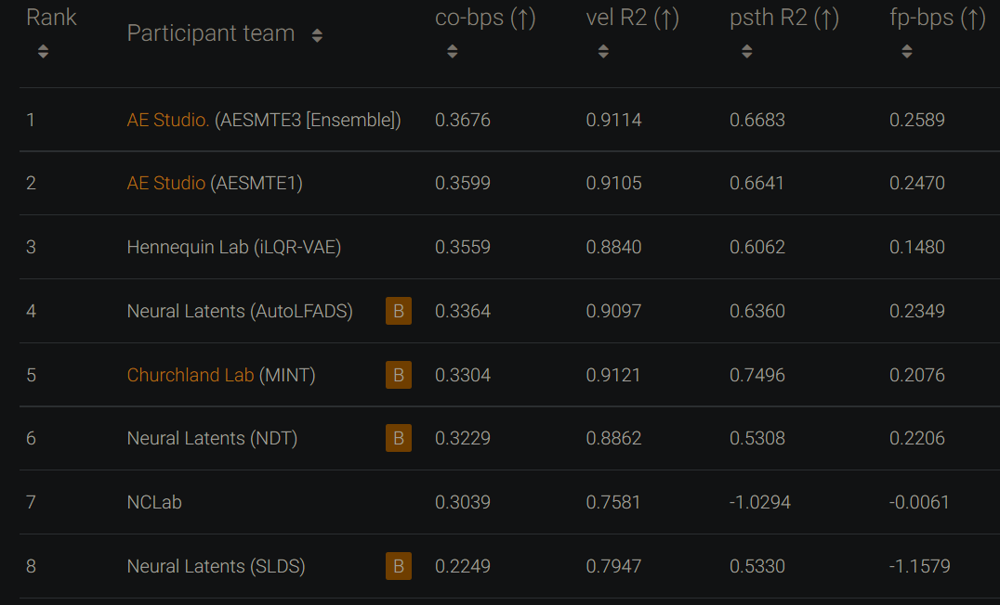 Rank Participant team co-bps (↑) vel R2 (↑) psth R2 (↑) fp-bps (↑)
1 AE Studio. (AESMTE3 [Ensemble]) 0.3676 0.9114 0.6683 0.2589
2 AE Studio (AESMTE1) 0.3599 0.9105 0.6641 0.2470
3 Hennequin Lab (iLQR-VAE) 0.3559 0.8840 0.6062 0.1480
4 Neural Latents (AutoLFADS) B 0.3364 0.9097 0.6360 0.2349
5 Churchland Lab (MINT) B 0.3304 0.9121 0.7496 0.2076
6 Neural Latents (NDT) B 0.3229 0.8862 0.5308 0.2206
7 NCLab 0.3039 0.7581 -1.0294 -0.0061
8 Neural Latents (SLDS) B 0.2249 0.7947 0.5330 -1.1579